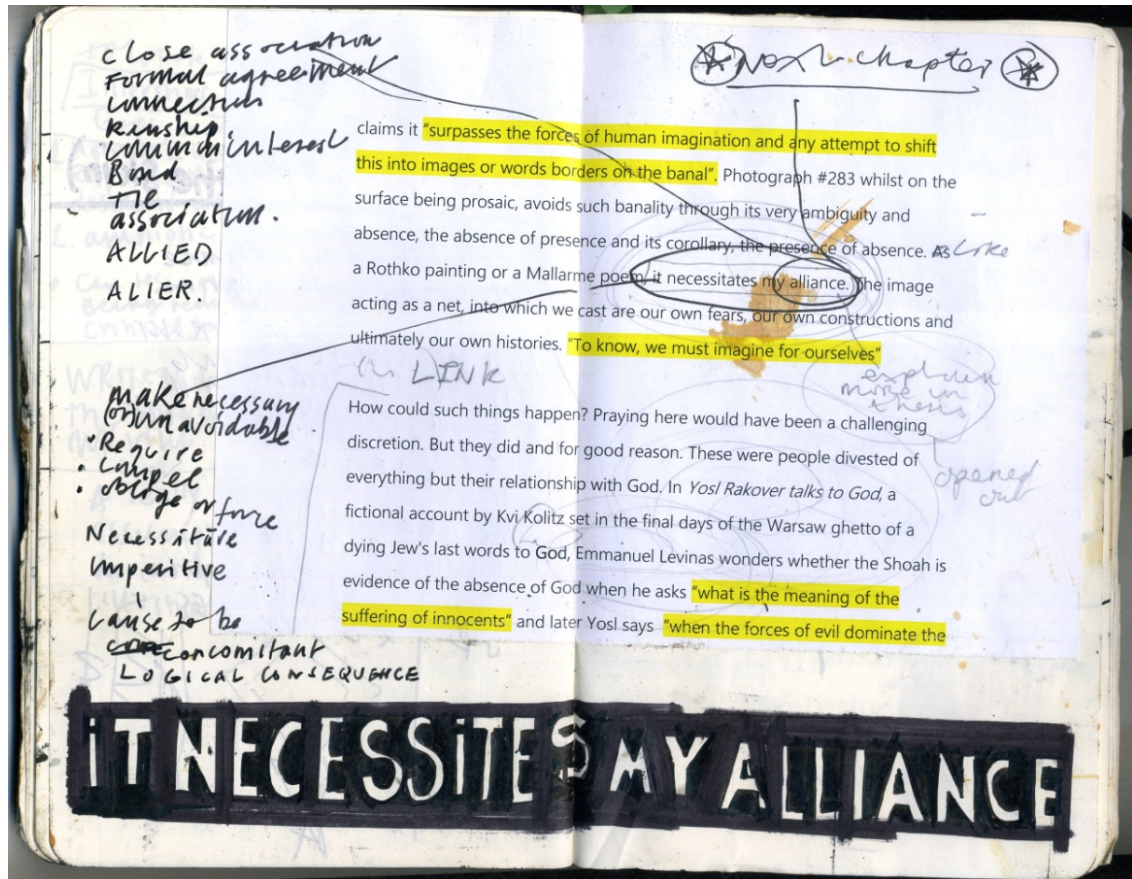 close association
Formal agreement
Connection
Kinship
common interest
Bond
tie
association.
ALLIED
ALIER.
Next chapter
claims it "surpasses the forces of human imagination and any attempt to shift
this into images or words borders oh the banal". Photograph #283 whilst on the
surface being prosaic, avoids such banality through its very ambiguity and
absence, the absence of presence and its corollary, the presence of absence. As Like
a Rothko painting or a Mallarme poem, it necessitates my alliance. The image
acting as a net, into which we cast are our own fears, our own constructions and
ultimately our own histories. "To know, we must imagine for ourselves"
LINK
explain
more in
thesis
opened
out
make necessary
(or) unavoidable
• Require
• Compel
• oblige or force
Necessiture
Imperitive
Cause to be
concomitant
LOGICAL CONSEQUENCE
How could such things happen? Praying here would have been a challenging
discretion. But they did and for good reason. These were people divested of
everything but their relationship with God. In Yosl Rakover talks to God, a
fictional account by Kvi Kolitz set in the final days of the Warsaw ghetto of a
dying Jew's last words to God, Emmanuel Levinas wonders whether the Shoah is
evidence of the absence of God when he asks "what is the meaning of the
suffering of innocents" and later Yosl says "when the forces of evil dominate the
iT NECESSiTES MY ALLIANCE